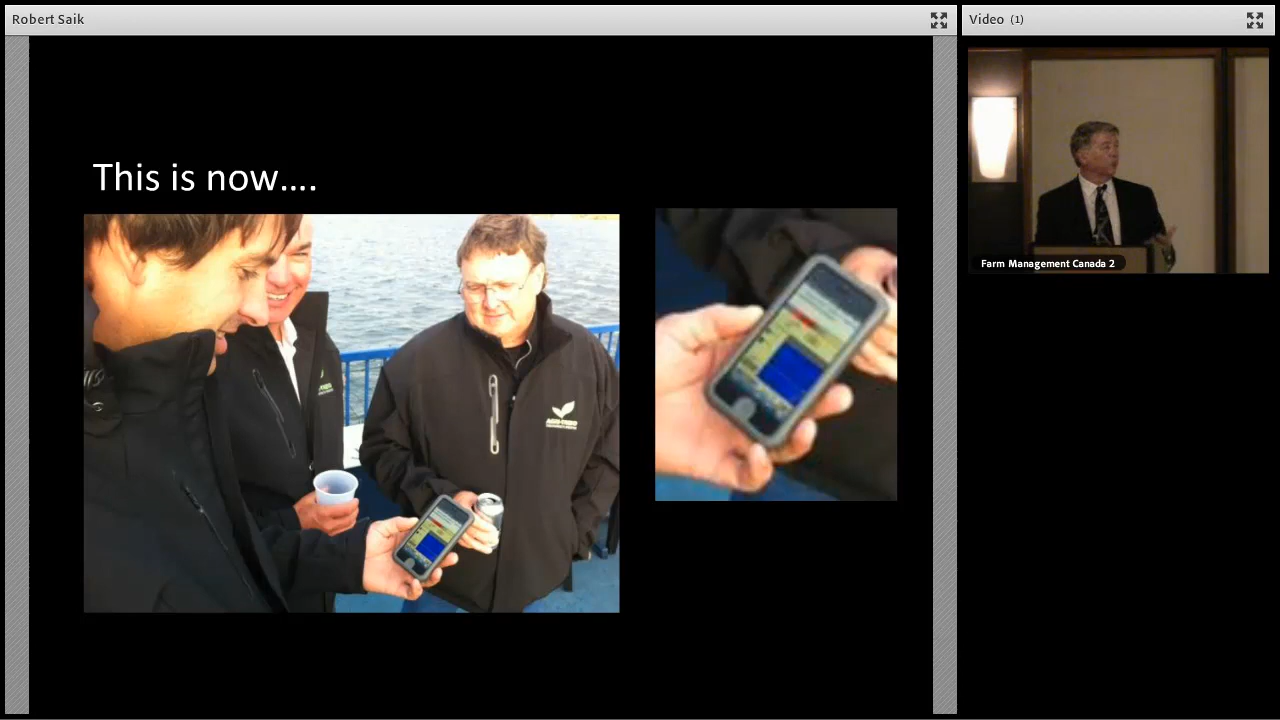 Robert Saik
Video (1)
This is now....
Farm Management Canada 2